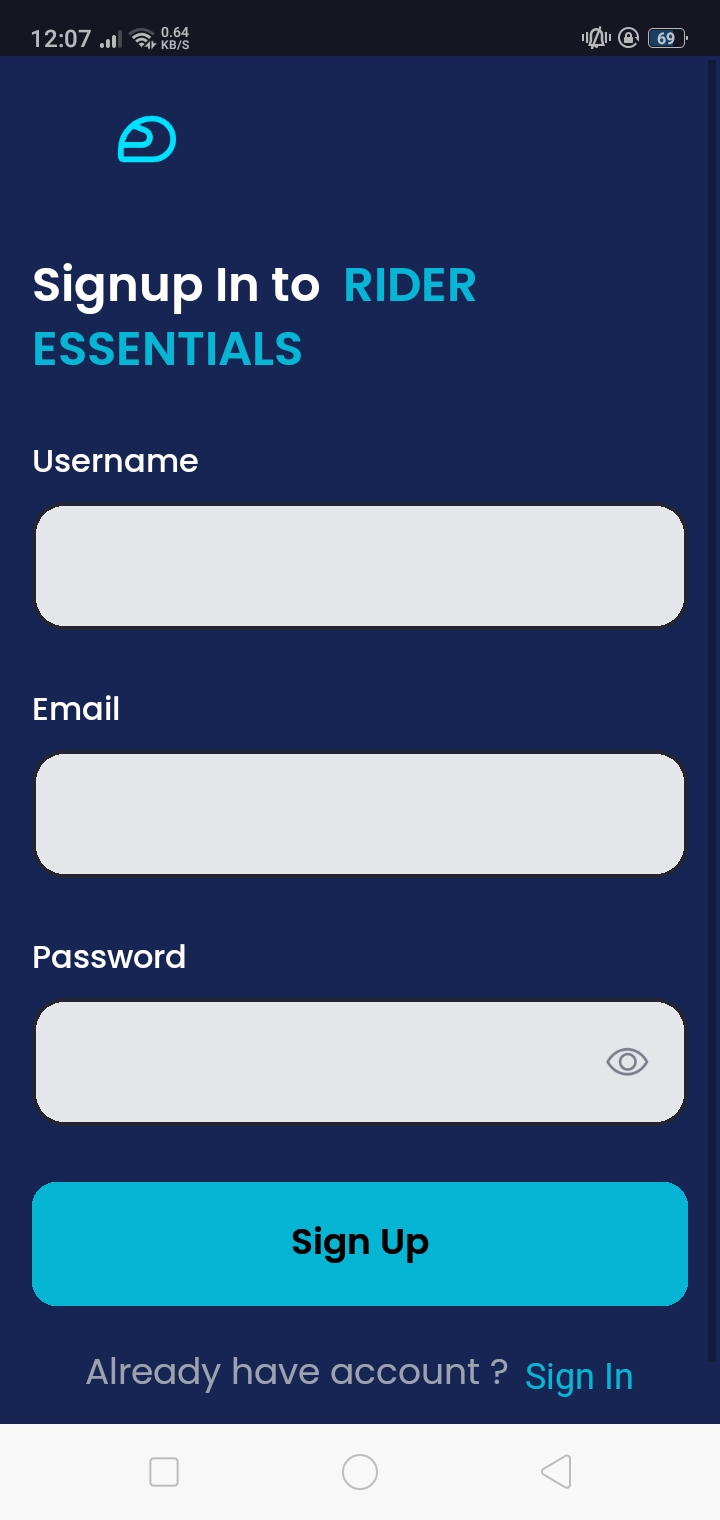 12:07 0.64 KB/S 69
Signup In to RIDER
ESSENTIALS
Username
Email
Password
Sign Up
Already have account ? Sign In